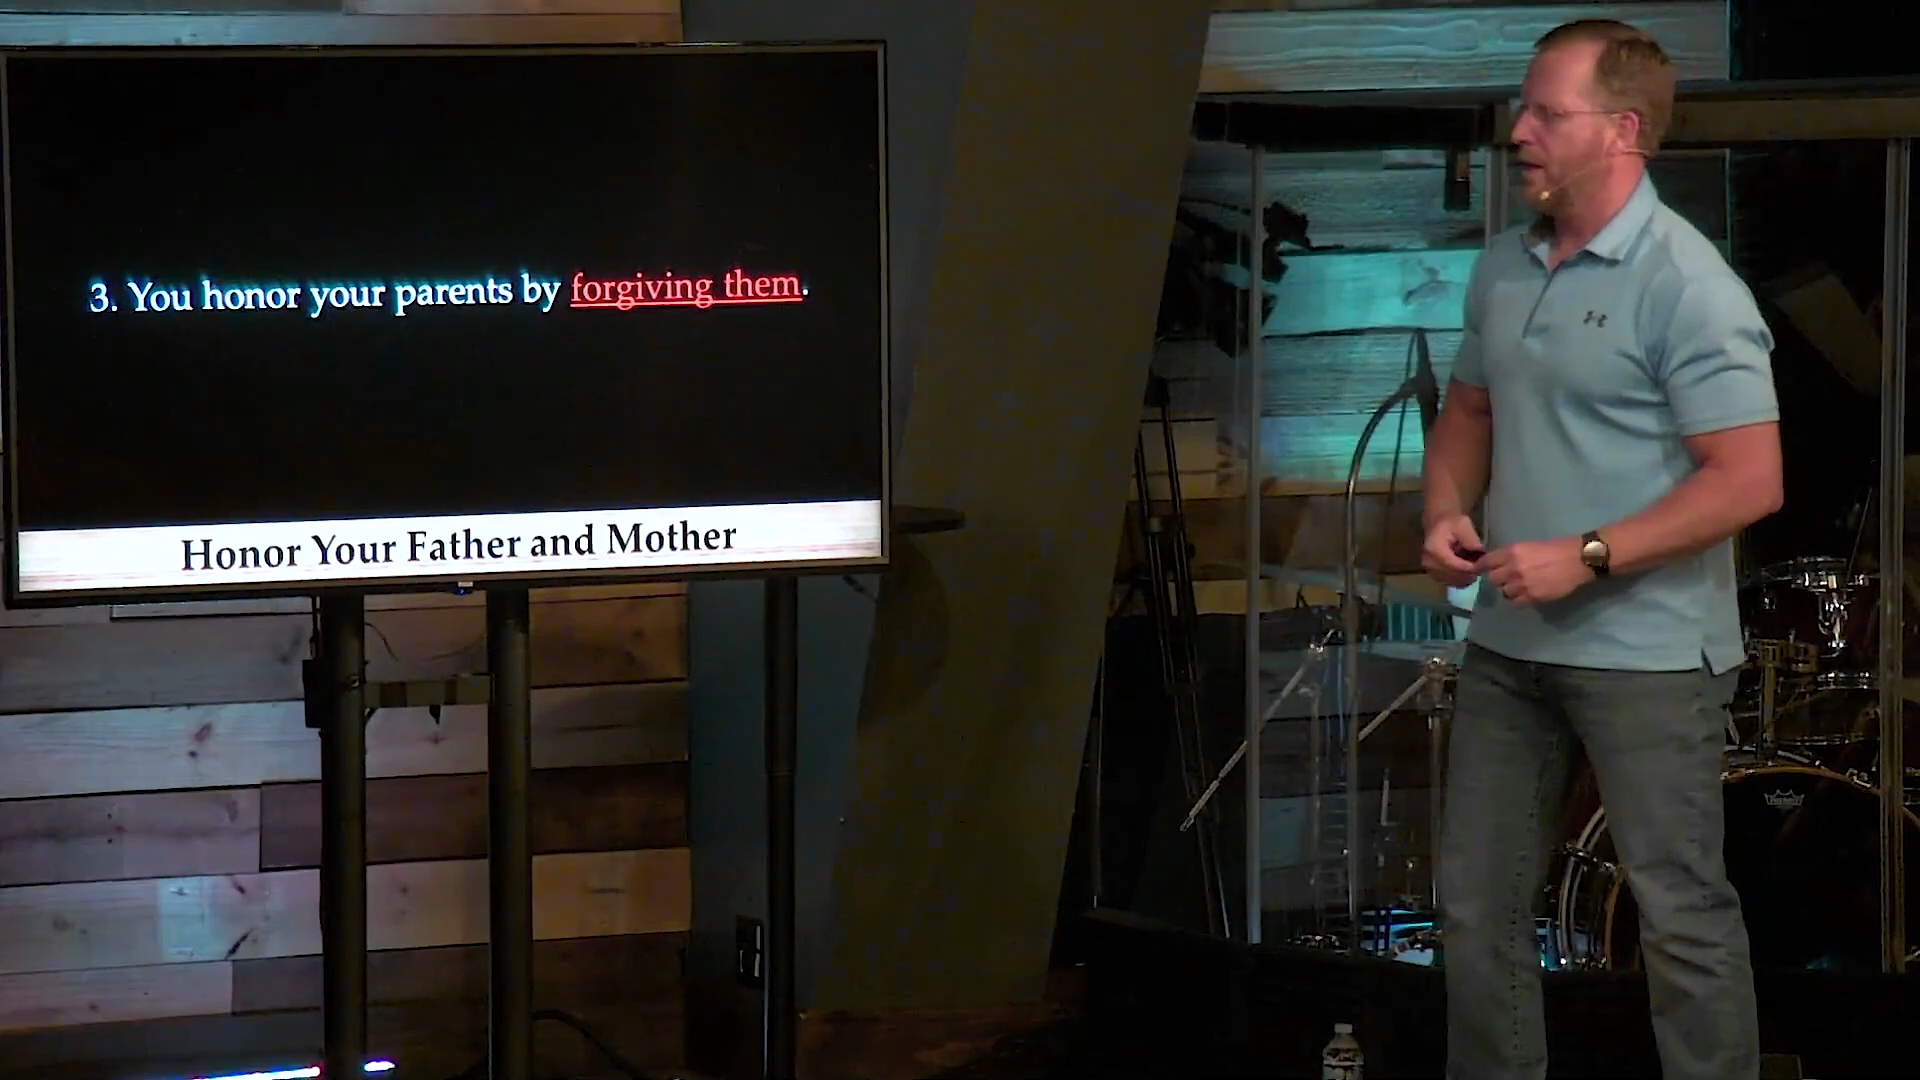 3. You honor your parents by forgiving them.
Honor Your Father and Mother